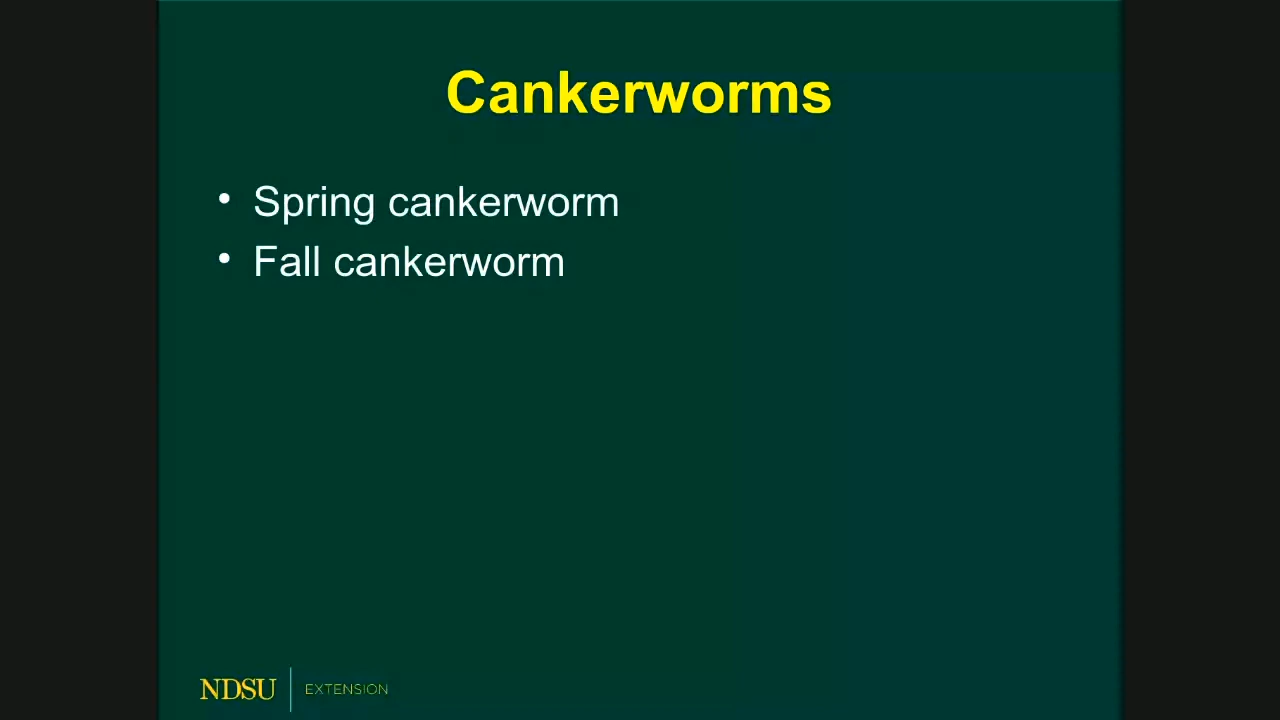 Cankerworms
• Spring cankerworm
• Fall cankerworm
NDSU EXTENSION